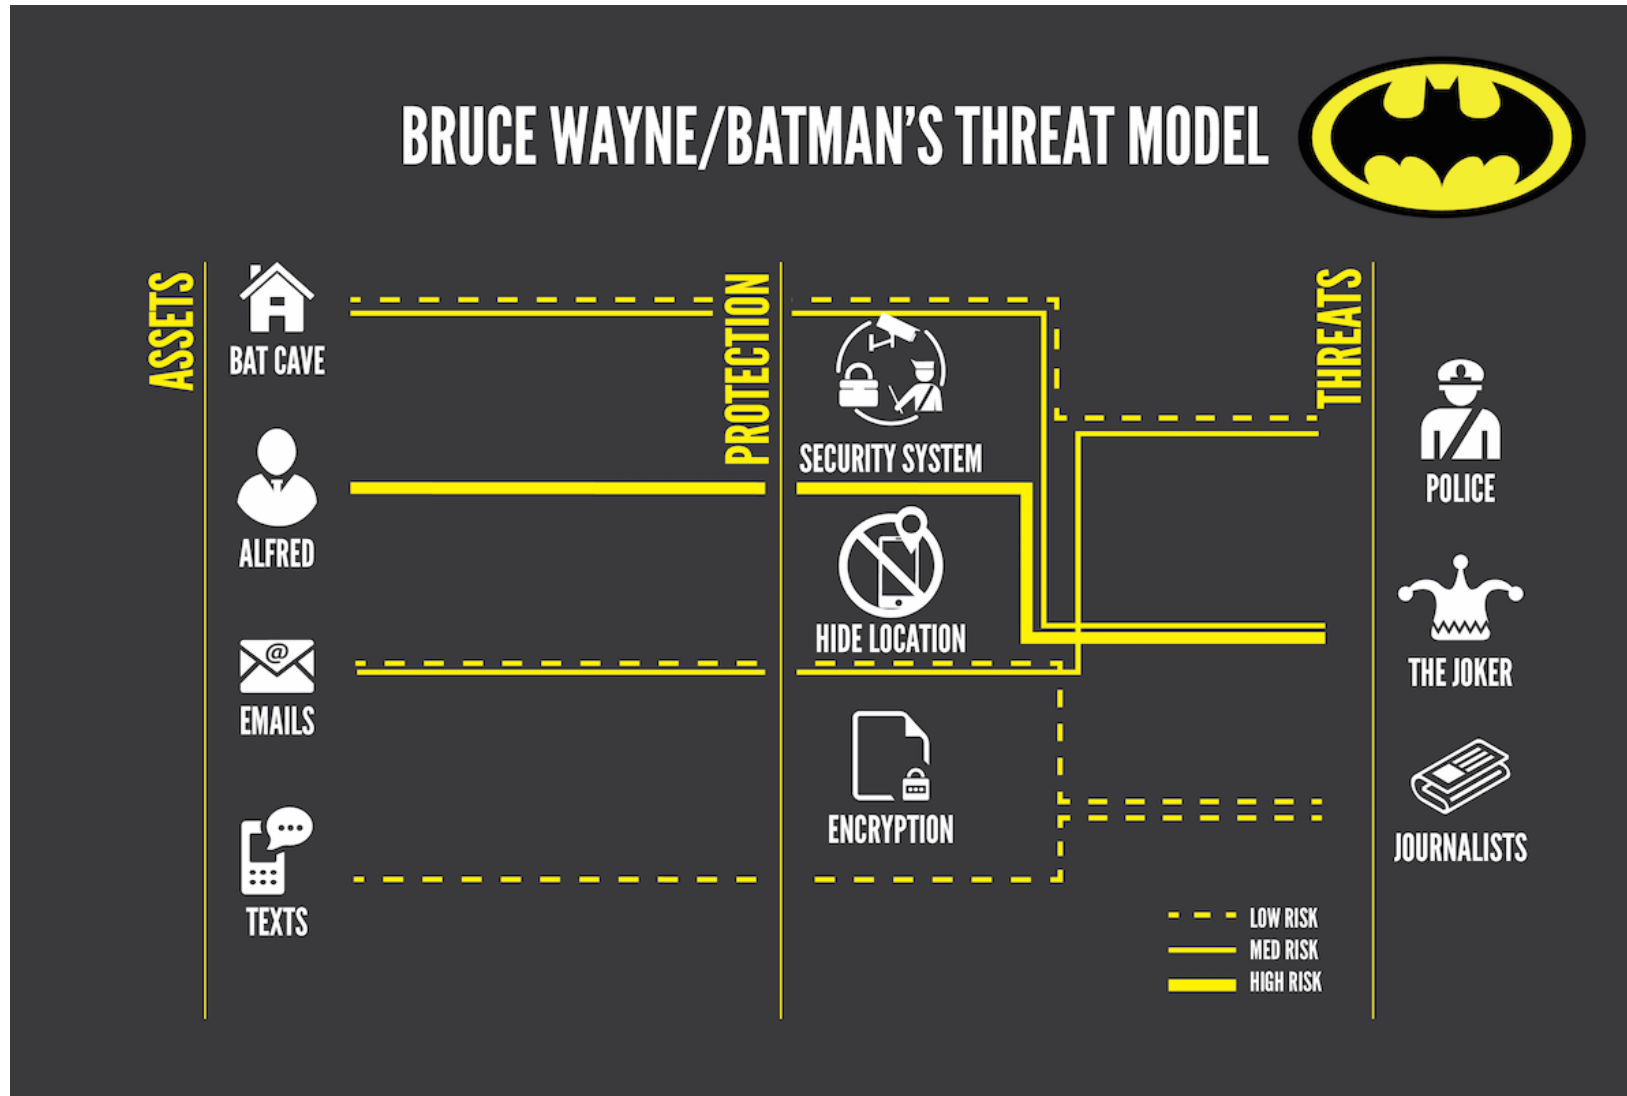 BRUCE WAYNE/BATMAN'S THREAT MODEL
ASSETS
BAT CAVE
ALFRED
@
EMAILS
TEXTS
PROTECTION
SECURITY SYSTEM
HIDE LOCATION
ENCRYPTION
THREATS
POLICE
THE JOKER
JOURNALISTS
LOW RISK
MED RISK
HIGH RISK